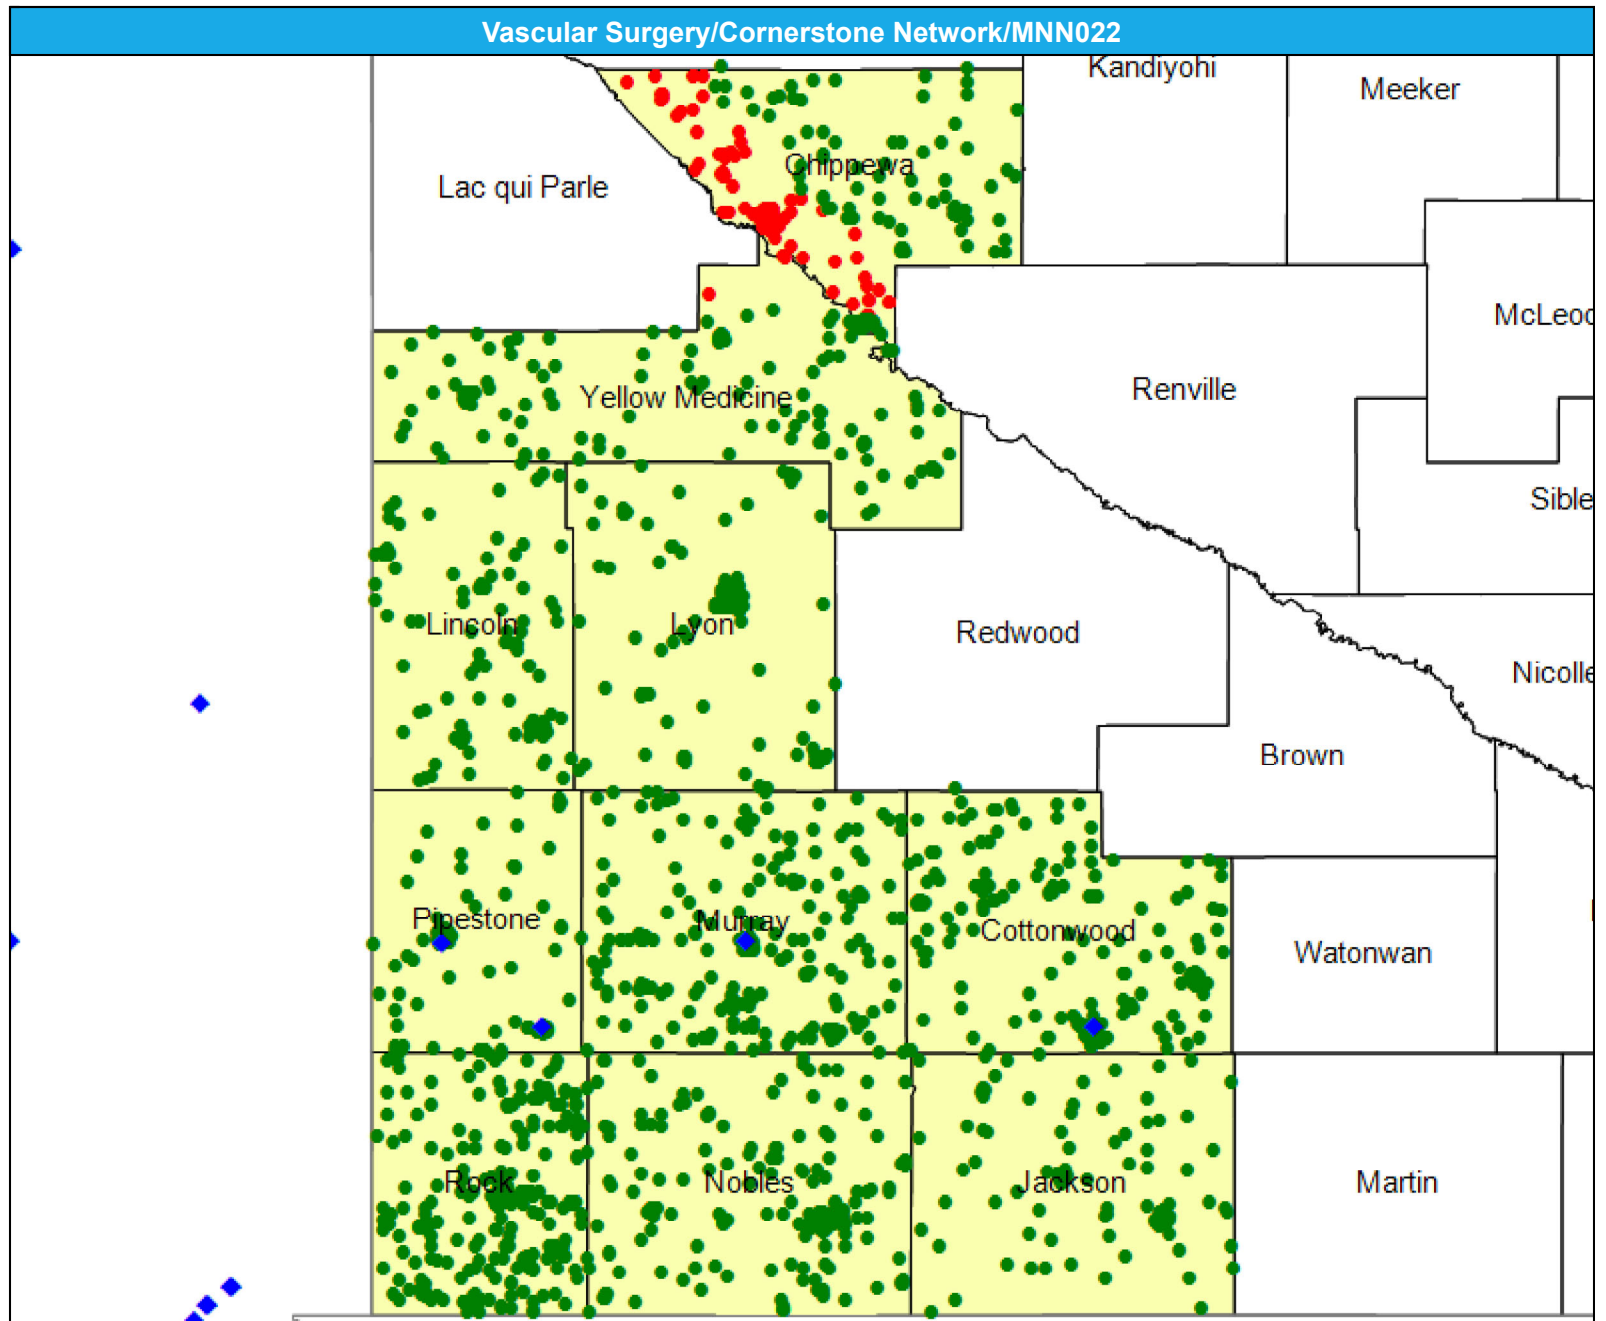 Vascular Surgery/Cornerstone Network/MNN022
Kandiyohi
Meeker
Chippewa
Lac qui Parle
McLeod
Renville
Yellow Medicine
Sible
Lincoln
Lyon
Redwood
Nicolle
Brown
Pipestone
Murray
Cottonwood
Watonwan
Rock
Nobles
Jackson
Martin